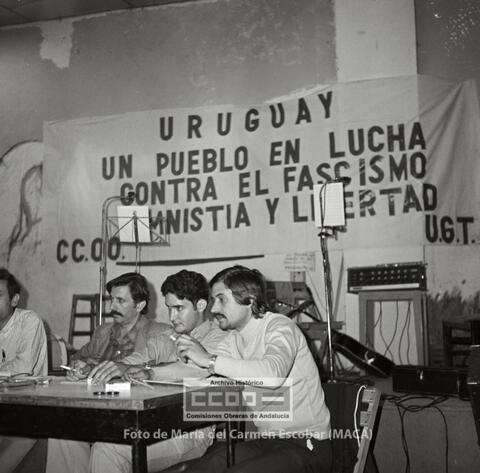 URUGUAY
UN PUEBLO EN LUCHA
CONTRA EL FASCISMO
MNISTIA Y LIBERTAD
CC.OO.
U.G.T.
Archivo Histórico
CCOO
Comisiones Obreras de Andalucía
Foto de María del Carmen Escobar (MACA)